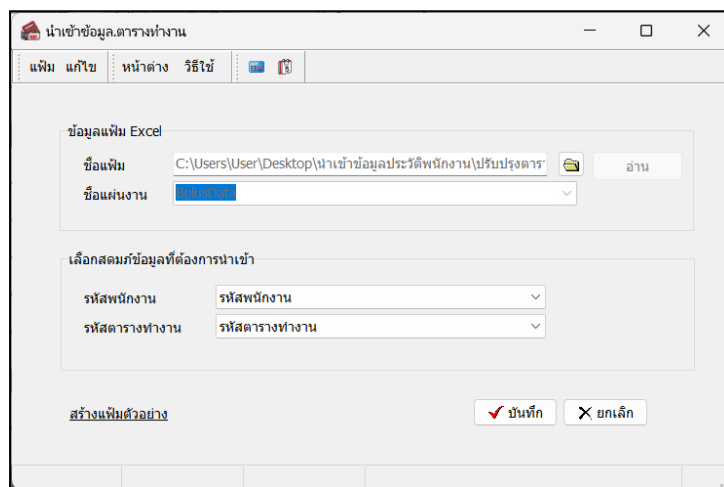 นำเข้าข้อมูล.ตารางทำงาน
แฟ้ม แก้ไข หน้าต่าง วิธีใช้
ข้อมูลแฟ้ม Excel
ชื่อแฟ้ม C:\Users\User\Desktop\นำเข้าข้อมูลประวัติพนักงาน\ปรับปรุงตารา อ่าน
ชื่อแผ่นงาน BplusData
เลือกสดมภ์ข้อมูลที่ต้องการนำเข้า
รหัสพนักงาน รหัสพนักงาน
รหัสตารางทำงาน รหัสตารางทำงาน
สร้างแฟ้มตัวอย่าง บันทึก ยกเลิก